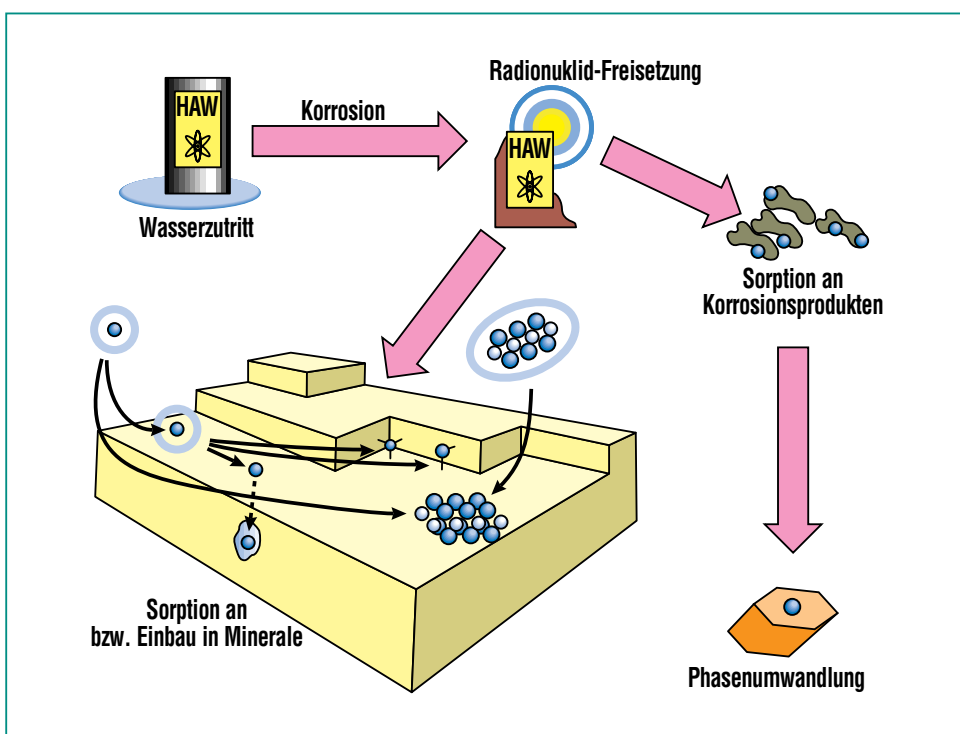 Radionuklid-Freisetzung
HAW
Korrosion
HAW
Wasserzutritt
Sorption an
Korrosionsprodukten
Sorption an
bzw. Einbau in Minerale
Phasenumwandlung